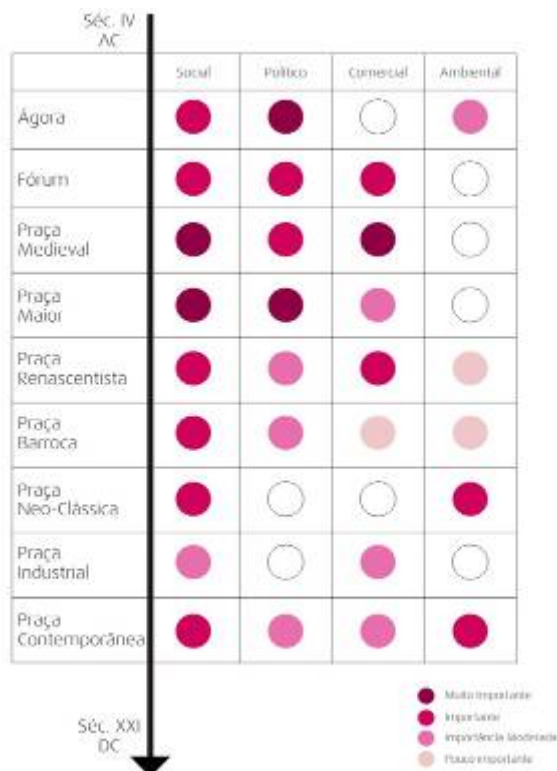 Séc. IV
AC
Social Político Comercial Ambiental
Ágora
Fórum
Praça
Medieval
Praça
Maior
Praça
Renascentista
Praça
Barroca
Praça
Neo-Clássica
Praça
Industrial
Praça
Contemporânea
Séc. XXI
DC
Muito Importante
Importante
Importância Moderada
Pouco importante